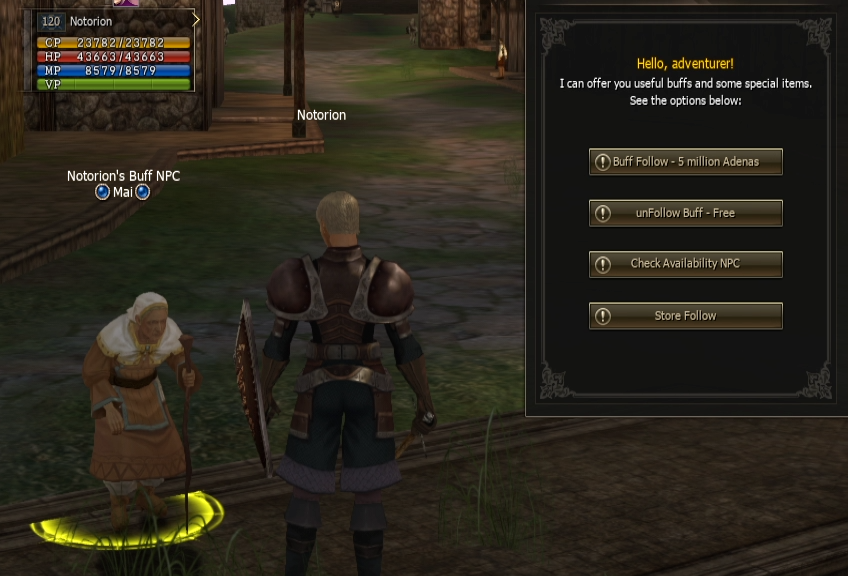 120 Notorion
CP 23782/23782
HP 43663/43663
MP 8579/8579
VP
Notorion
Notorion's Buff NPC
Mai
Hello, adventurer!
I can offer you useful buffs and some special items.
See the options below:
Buff Follow - 5 million Adenas
unFollow Buff - Free
Check Availability NPC
Store Follow